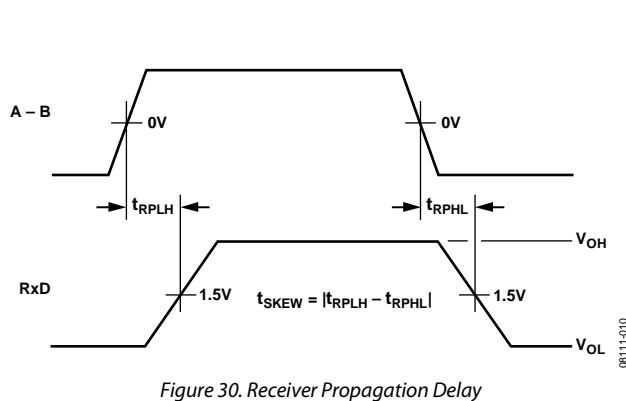 A – B
0V
0V
tRPLH
tRPHL
VOH
RxD
1.5V
tSKEW = |tRPLH – tRPHL|
1.5V
VOL
08111-010
Figure 30. Receiver Propagation Delay